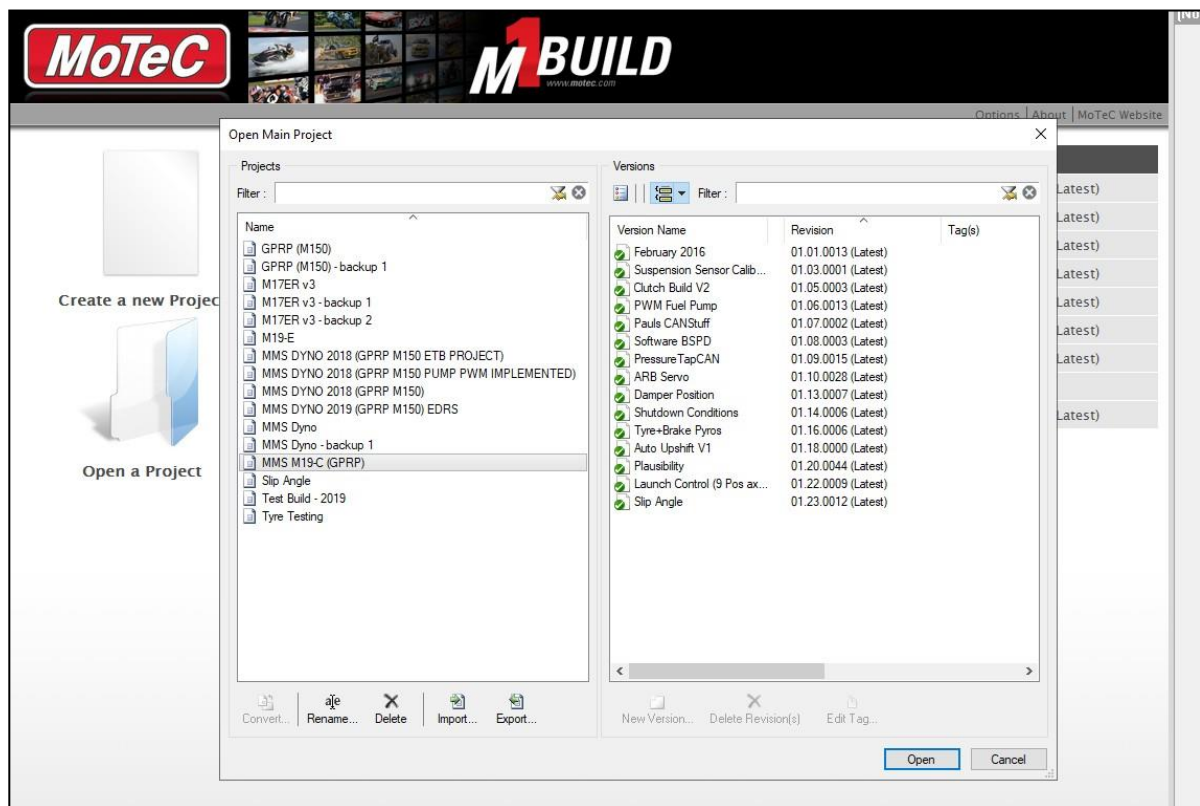 MoTeC
M1 BUILD
www.motec.com
Options | About | MoTeC Website
Open Main Project
Projects
Filter :
Name
GPRP (M150)
GPRP (M150) - backup 1
M17ER v3
M17ER v3 - backup 1
M17ER v3 - backup 2
M19-E
MMS DYNO 2018 (GPRP M150 ETB PROJECT)
MMS DYNO 2018 (GPRP M150 PUMP PWM IMPLEMENTED)
MMS DYNO 2018 (GPRP M150)
MMS DYNO 2019 (GPRP M150) EDRS
MMS Dyno
MMS Dyno - backup 1
MMS M19-C (GPRP)
Slip Angle
Test Build - 2019
Tyre Testing
Convert... Rename... Delete Import... Export...
Versions
Filter :
Version Name Revision Tag(s)
February 2016 01.01.0013 (Latest)
Suspension Sensor Calib... 01.03.0001 (Latest)
Clutch Build V2 01.05.0003 (Latest)
PWM Fuel Pump 01.06.0013 (Latest)
Pauls CANStuff 01.07.0002 (Latest)
Software BSPD 01.08.0003 (Latest)
PressureTapCAN 01.09.0015 (Latest)
ARB Servo 01.10.0028 (Latest)
Damper Position 01.13.0007 (Latest)
Shutdown Conditions 01.14.0006 (Latest)
Tyre+Brake Pyros 01.16.0006 (Latest)
Auto Upshift V1 01.18.0000 (Latest)
Plausibility 01.20.0044 (Latest)
Launch Control (9 Pos ax... 01.22.0009 (Latest)
Slip Angle 01.23.0012 (Latest)
New Version... Delete Revision(s) Edit Tag...
Open Cancel
Create a new Projec
Open a Project
Latest)
Latest)
Latest)
Latest)
Latest)
Latest)
Latest)
Latest)